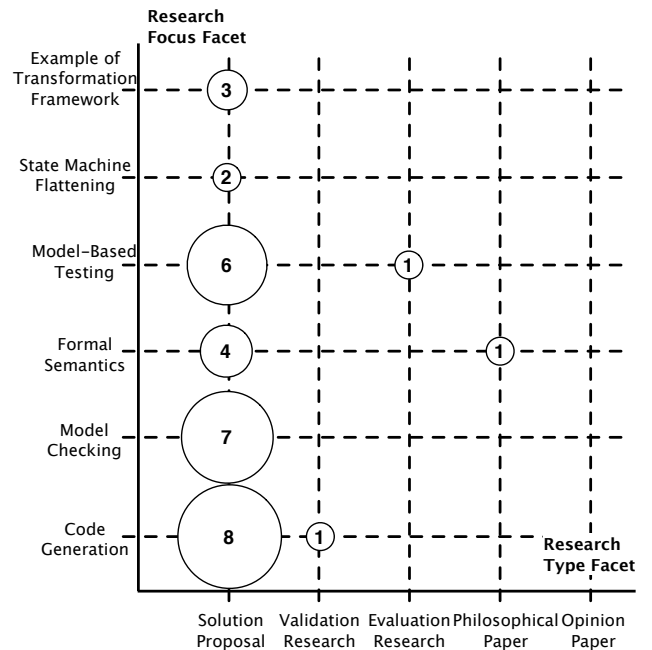 Research
Focus Facet
Example of
Transformation
Framework
3
State Machine
Flattening
2
Model-Based
Testing
6
1
Formal
Semantics
4
1
Model
Checking
7
Code
Generation
8
1
Research
Type Facet
Solution
Proposal
Validation
Research
Evaluation
Research
Philosophical
Paper
Opinion
Paper